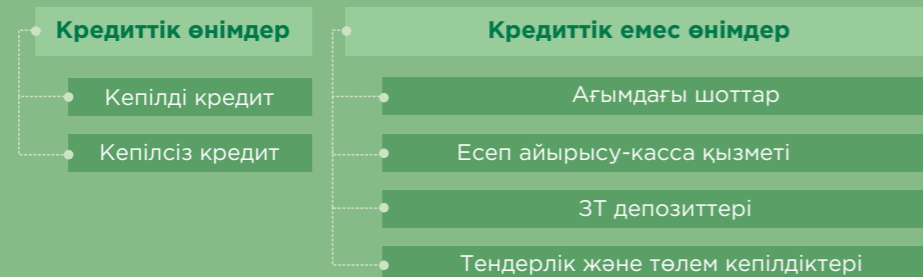 Кредиттік өнімдер
Кепілді кредит
Кепілсіз кредит
Кредиттік емес өнімдер
Ағымдағы шоттар
Есеп айырысу-касса қызметі
ЗТ депозиттері
Тендерлік және төлем кепілдіктері